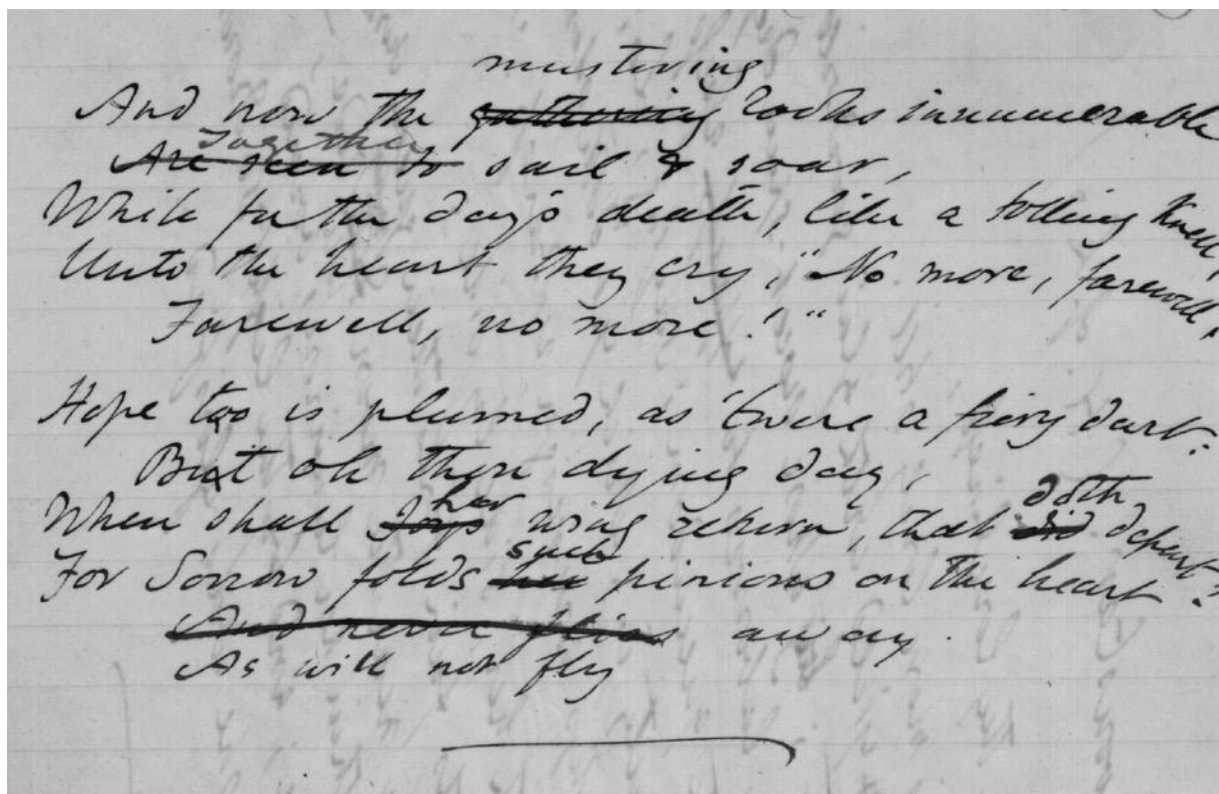 mustering
And now the gathering rooks innumerable
Together
Are seen to sail & soar,
While for the day's death, like a tolling knell,
Unto the heart they cry, "No more, farewell,
Farewell, no more!"
Hope too is plumed, as 'twere a fiery dart:
But oh thou dying day,
her doth
When shall Joy's wing return, that did depart?
such
For Sorrow folds her pinions on the heart
And never flies away.
As will not fly